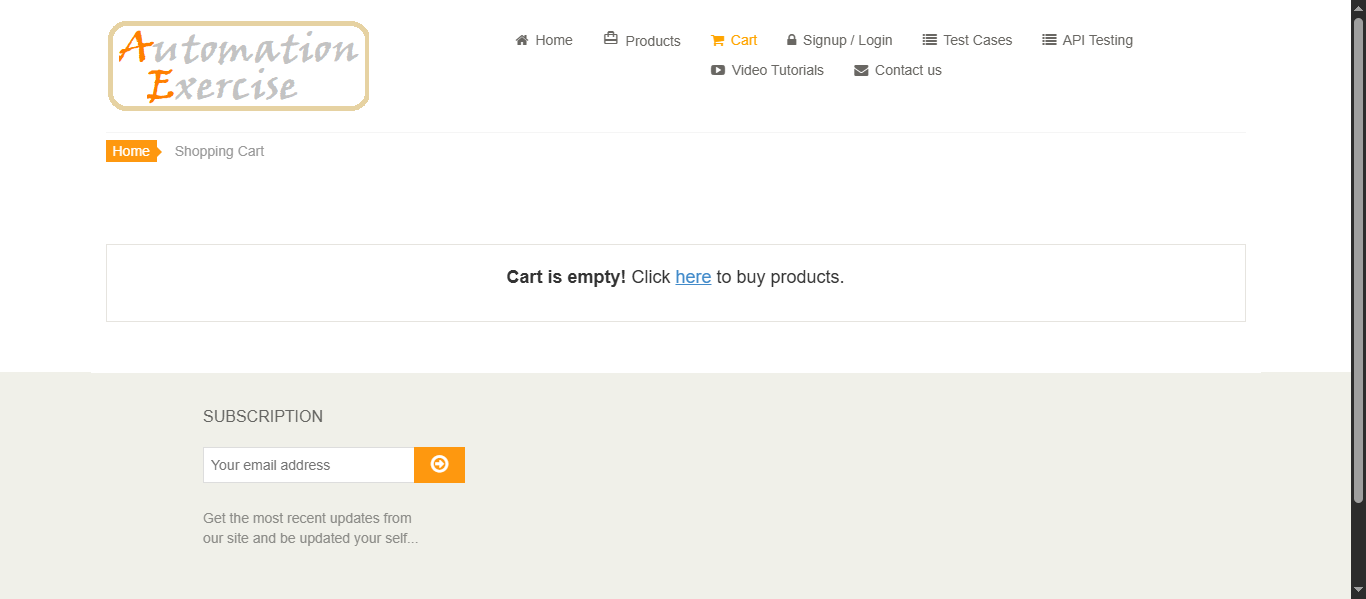 Automation
Exercise
Home Products Cart Signup / Login Test Cases API Testing
Video Tutorials Contact us
Home Shopping Cart
Cart is empty! Click here to buy products.
SUBSCRIPTION
Your email address
Get the most recent updates from
our site and be updated your self...